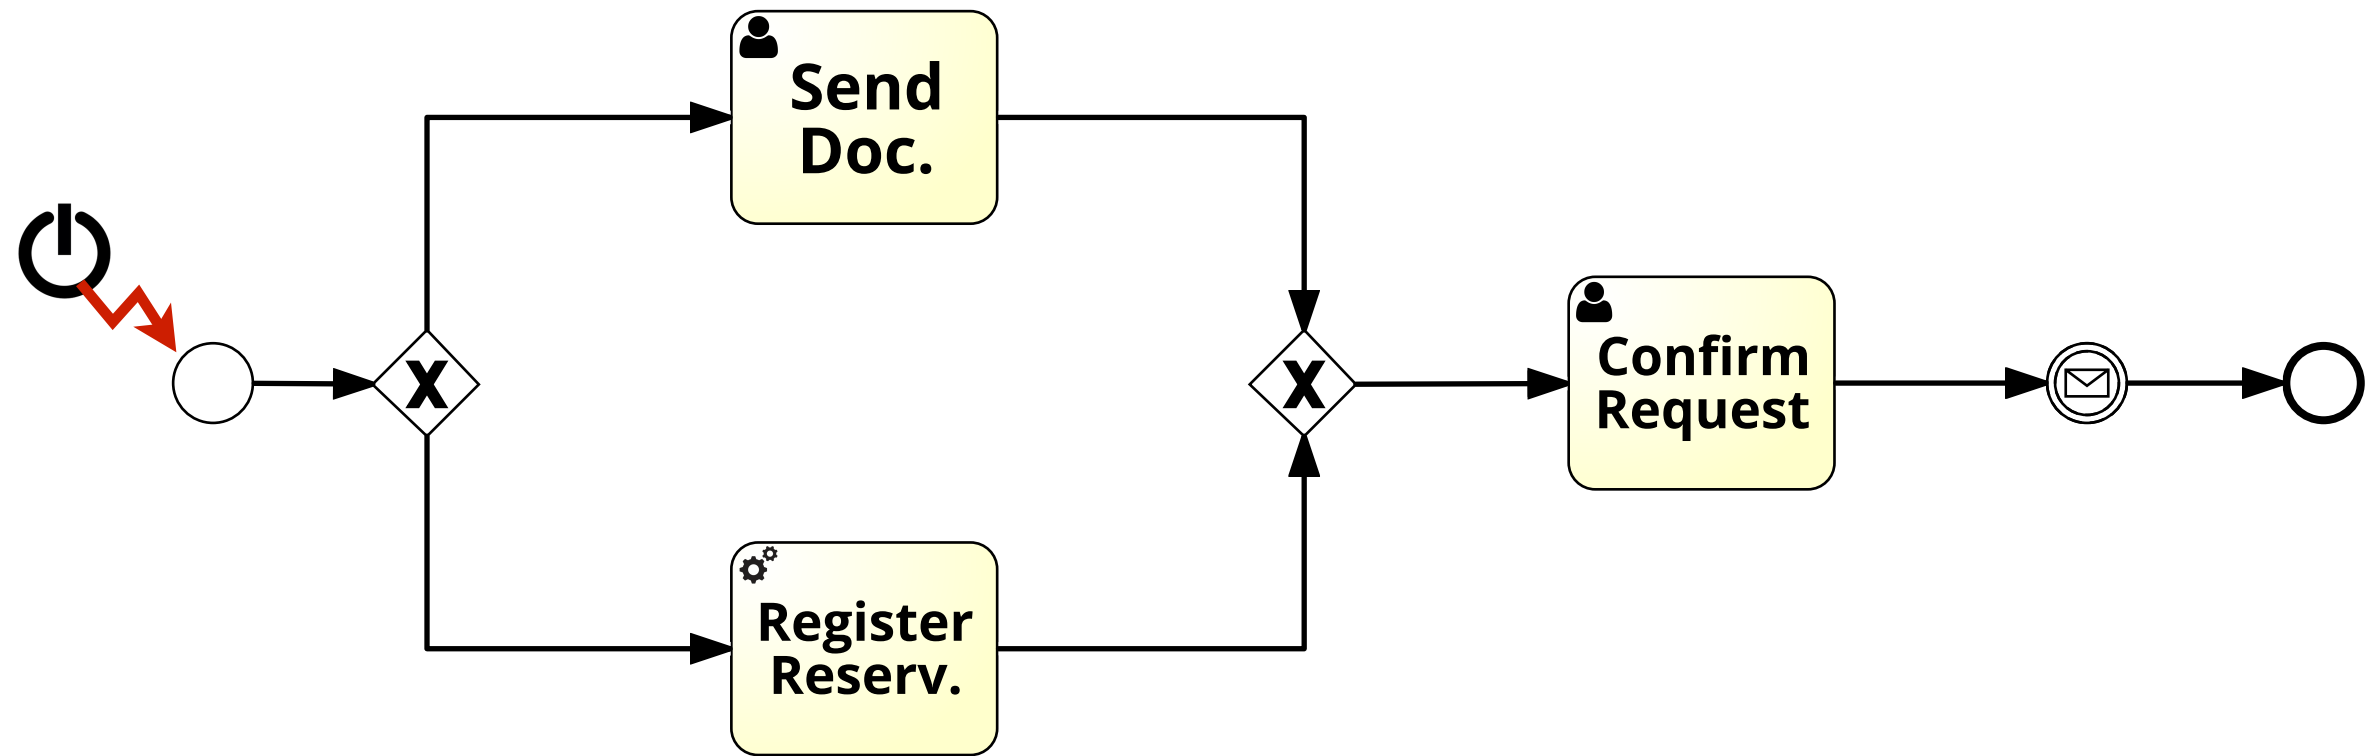 Send
Doc.
X
X
Confirm
Request
Register
Reserv.